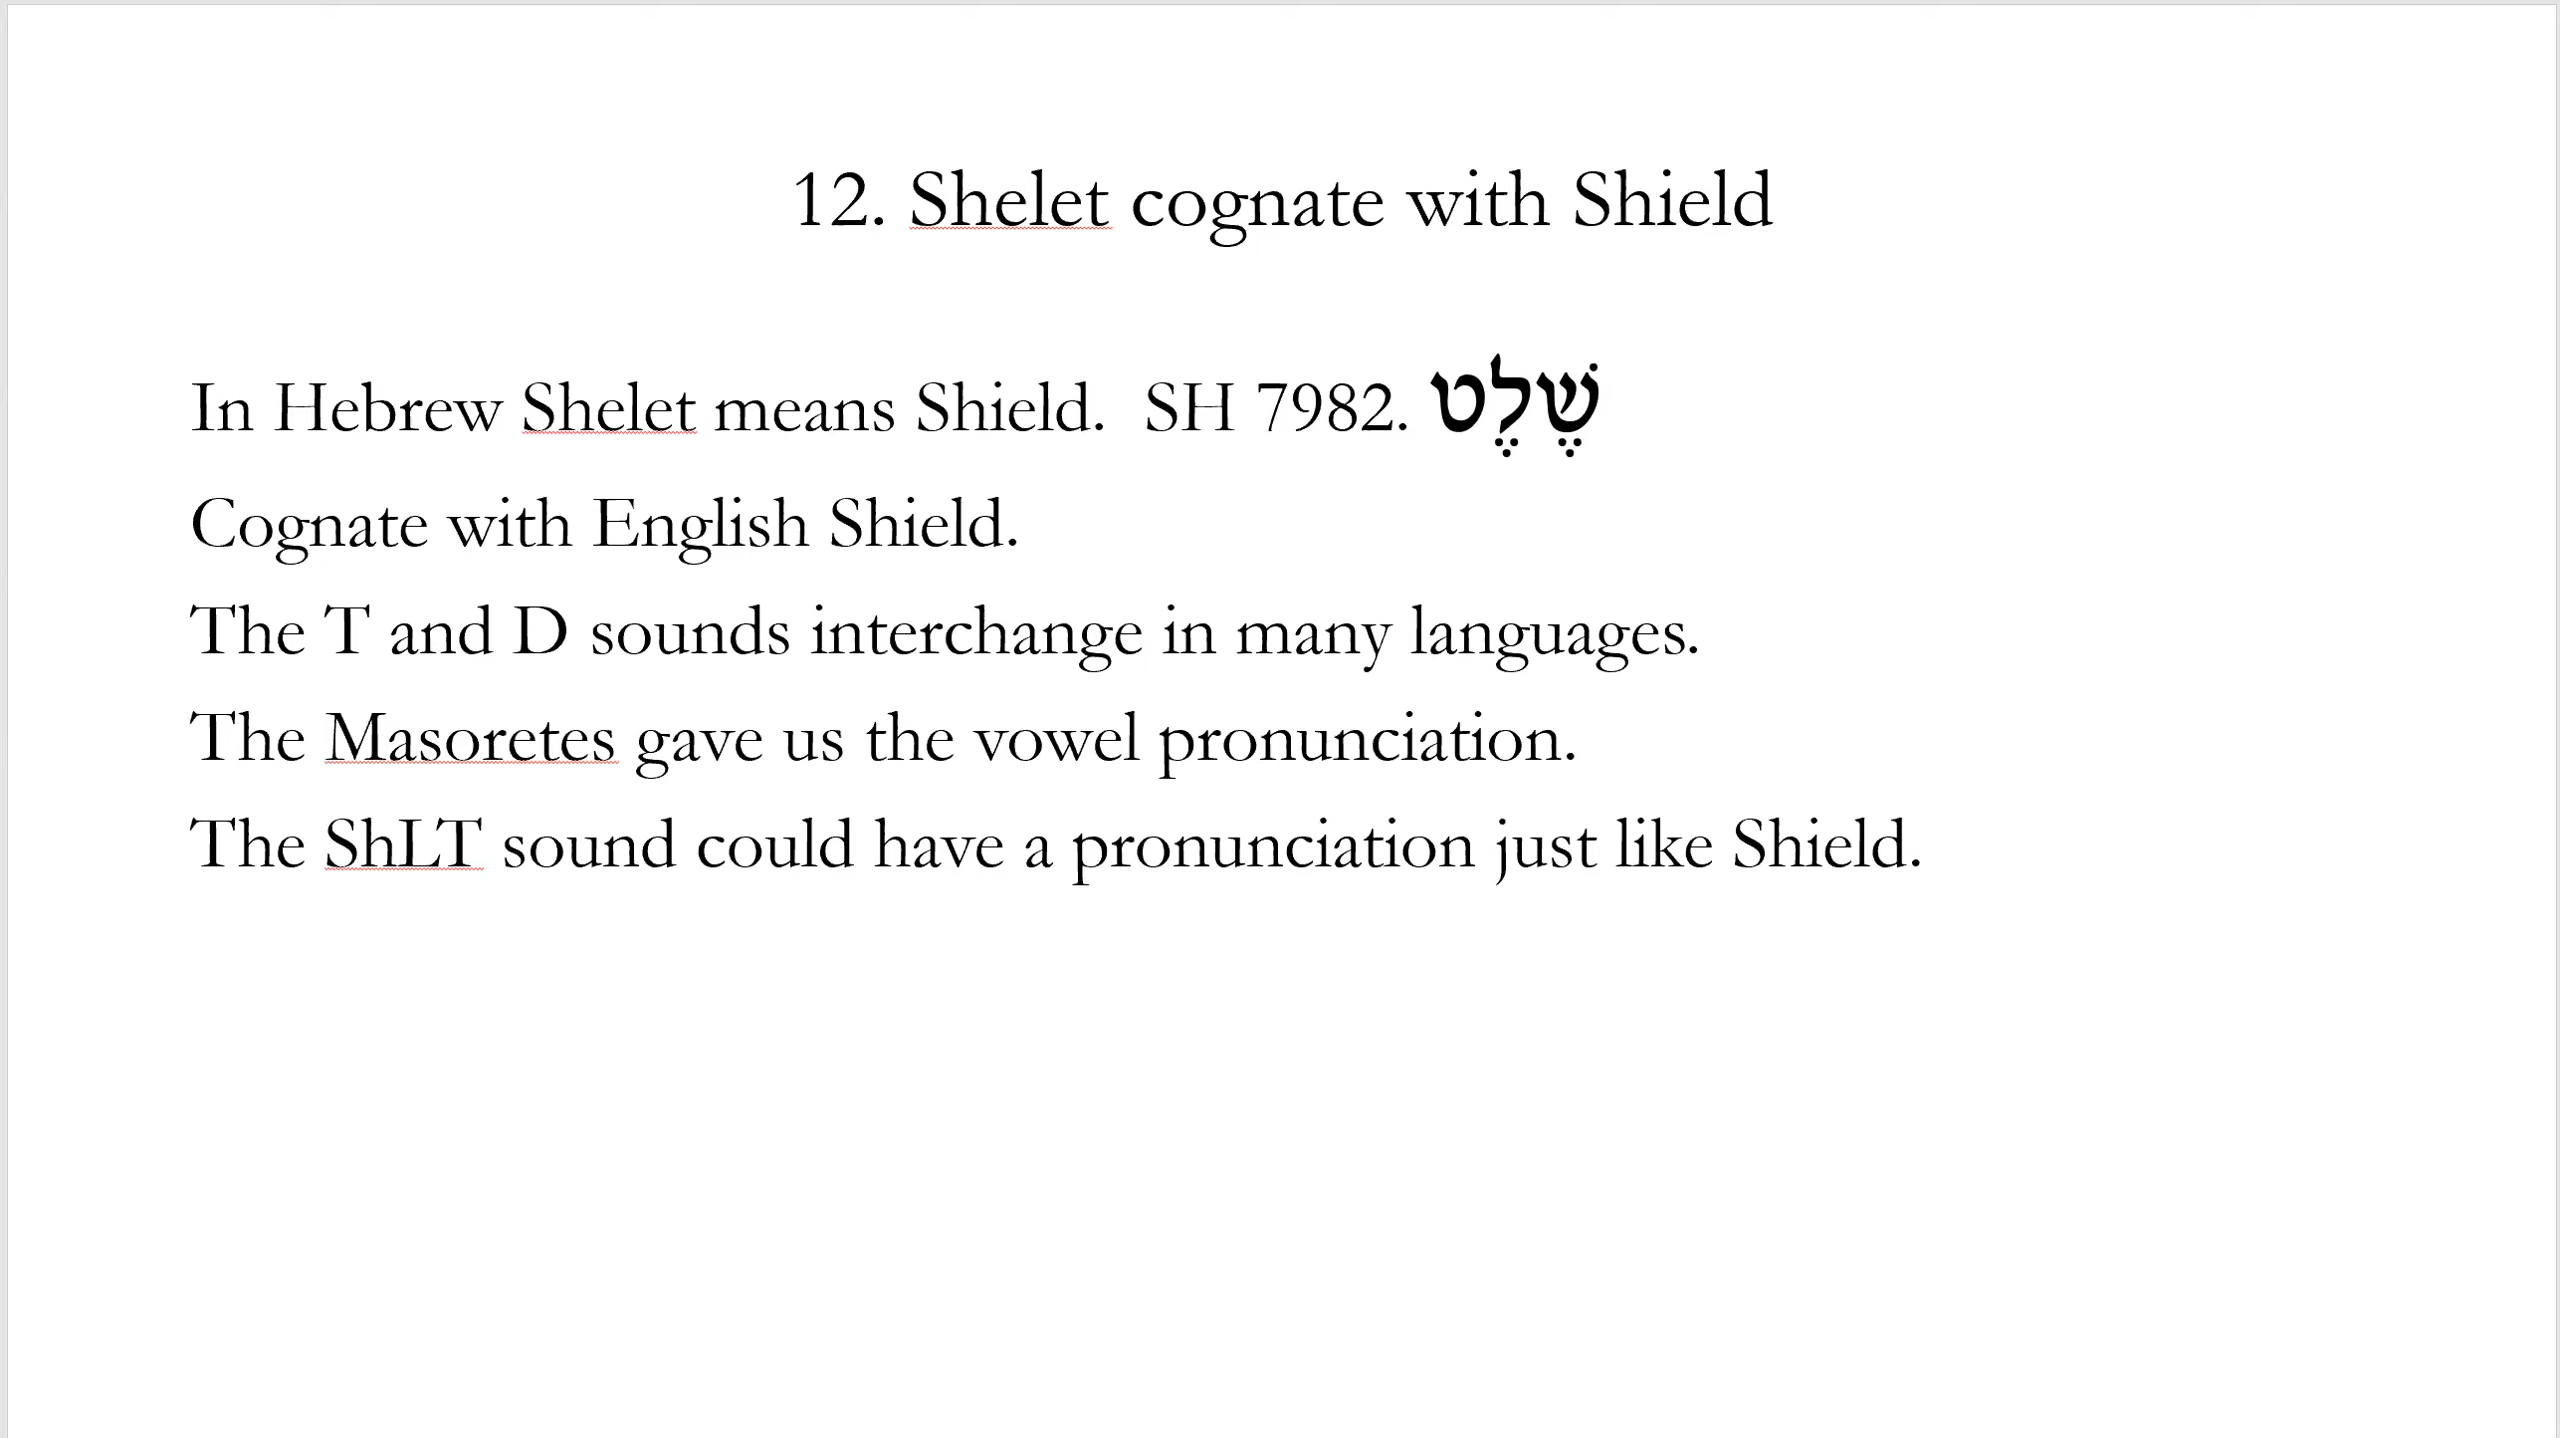 12. Shelet cognate with Shield
In Hebrew Shelet means Shield.  SH 7982. שֶׁלֶט
Cognate with English Shield.
The T and D sounds interchange in many languages.
The Masoretes gave us the vowel pronunciation.
The ShLT sound could have a pronunciation just like Shield.